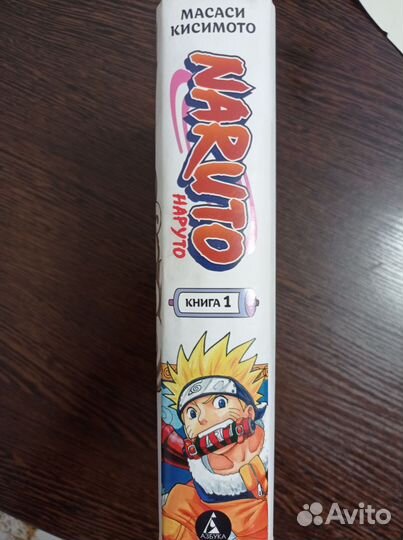 МАСАСИ
КИСИМОТО
NARUTO
НАРУТО
КНИГА 1
АЗБУКА
Avito